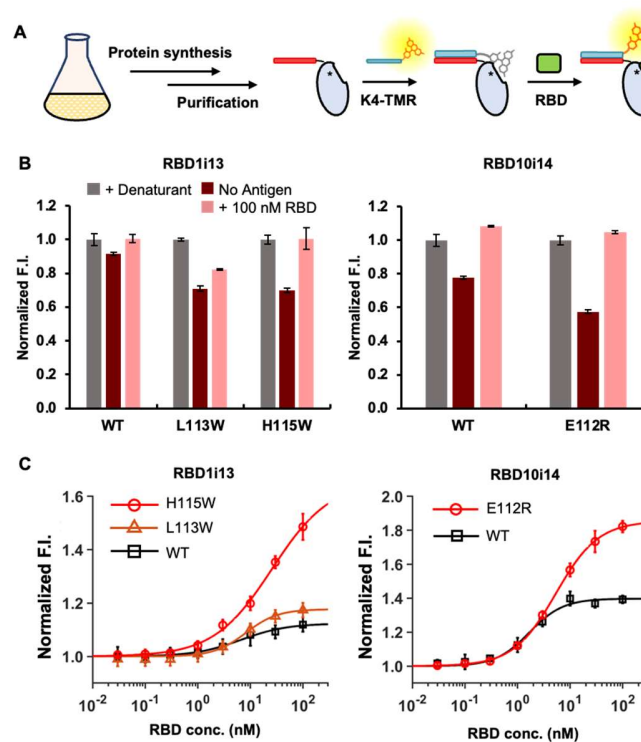 A
Protein synthesis
Purification
*
K4-TMR
*
RBD
*
B
RBD1i13
+ Denaturant
No Antigen
+ 100 nM RBD
Normalized F.I.
1.2
1.0
0.8
0.6
0.4
0.2
0.0
WT
L113W
H115W
RBD10i14
Normalized F.I.
1.2
1.0
0.8
0.6
0.4
0.2
0.0
WT
E112R
C
RBD1i13
H115W
L113W
WT
Normalized F.I.
1.6
1.4
1.2
1.0
10⁻² 10⁻¹ 10⁰ 10¹ 10²
RBD conc. (nM)
RBD10i14
E112R
WT
Normalized F.I.
2.0
1.8
1.6
1.4
1.2
1.0
10⁻² 10⁻¹ 10⁰ 10¹ 10²
RBD conc. (nM)